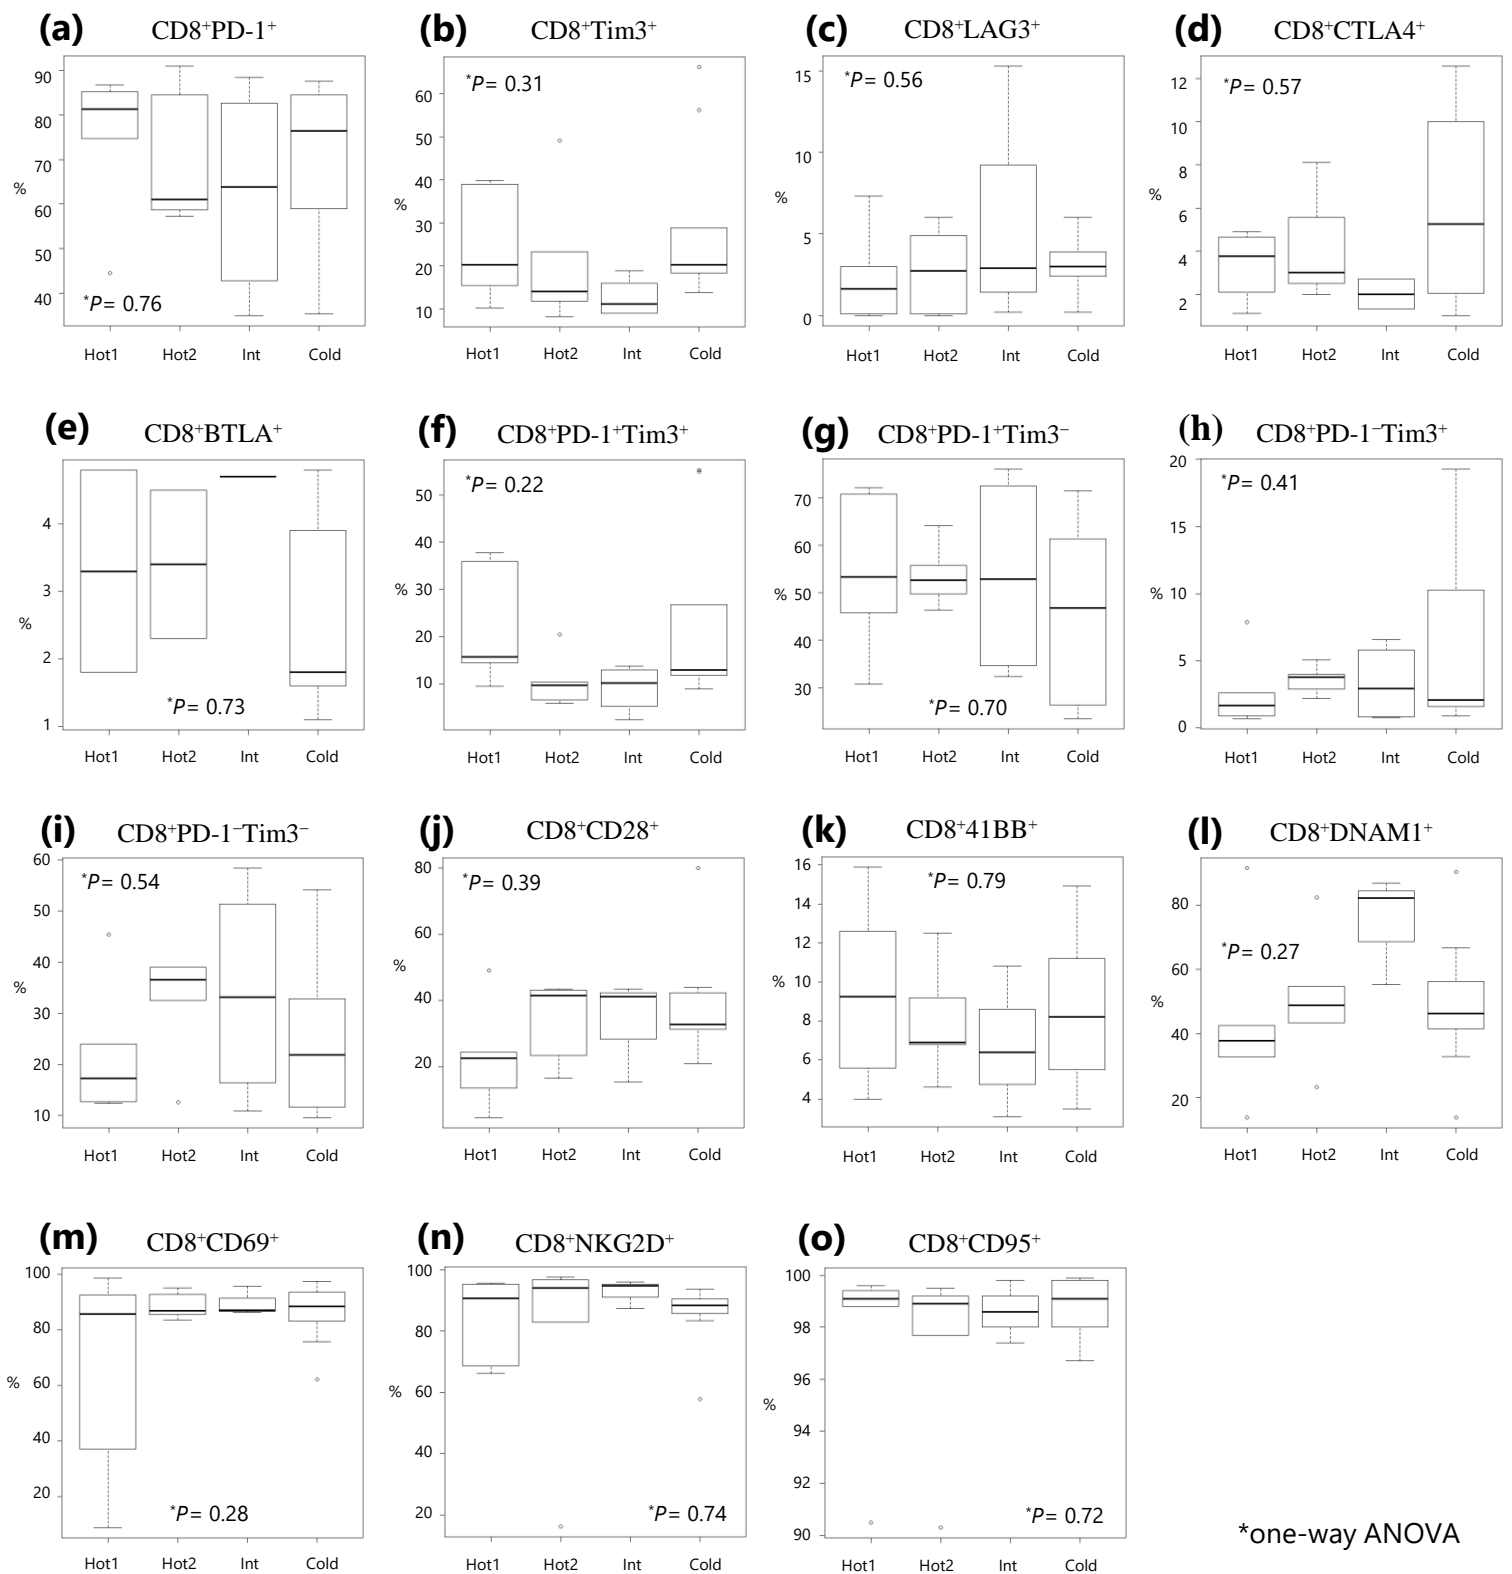 (a) CD8⁺PD-1⁺
%
90
80
70
60
50
40
*P= 0.76
Hot1 Hot2 Int Cold
(b) CD8⁺Tim3⁺
*P= 0.31
%
60
50
40
30
20
10
Hot1 Hot2 Int Cold
(c) CD8⁺LAG3⁺
*P= 0.56
%
15
10
5
0
Hot1 Hot2 Int Cold
(d) CD8⁺CTLA4⁺
*P= 0.57
%
12
10
8
6
4
2
Hot1 Hot2 Int Cold
(e) CD8⁺BTLA⁺
%
4
3
2
1
*P= 0.73
Hot1 Hot2 Int Cold
(f) CD8⁺PD-1⁺Tim3⁺
*P= 0.22
%
50
40
30
20
10
Hot1 Hot2 Int Cold
(g) CD8⁺PD-1⁺Tim3⁻
%
70
60
50
40
30
*P= 0.70
Hot1 Hot2 Int Cold
(h) CD8⁺PD-1⁻Tim3⁺
*P= 0.41
%
20
15
10
5
0
Hot1 Hot2 Int Cold
(i) CD8⁺PD-1⁻Tim3⁻
*P= 0.54
%
60
50
40
30
20
10
Hot1 Hot2 Int Cold
(j) CD8⁺CD28⁺
*P= 0.39
%
80
60
40
20
Hot1 Hot2 Int Cold
(k) CD8⁺41BB⁺
*P= 0.79
%
16
14
12
10
8
6
4
Hot1 Hot2 Int Cold
(l) CD8⁺DNAM1⁺
*P= 0.27
%
80
60
40
20
Hot1 Hot2 Int Cold
(m) CD8⁺CD69⁺
%
100
80
60
40
20
*P= 0.28
Hot1 Hot2 Int Cold
(n) CD8⁺NKG2D⁺
%
100
80
60
40
20
*P= 0.74
Hot1 Hot2 Int Cold
(o) CD8⁺CD95⁺
%
100
98
96
94
92
90
*P= 0.72
Hot1 Hot2 Int Cold
*one-way ANOVA